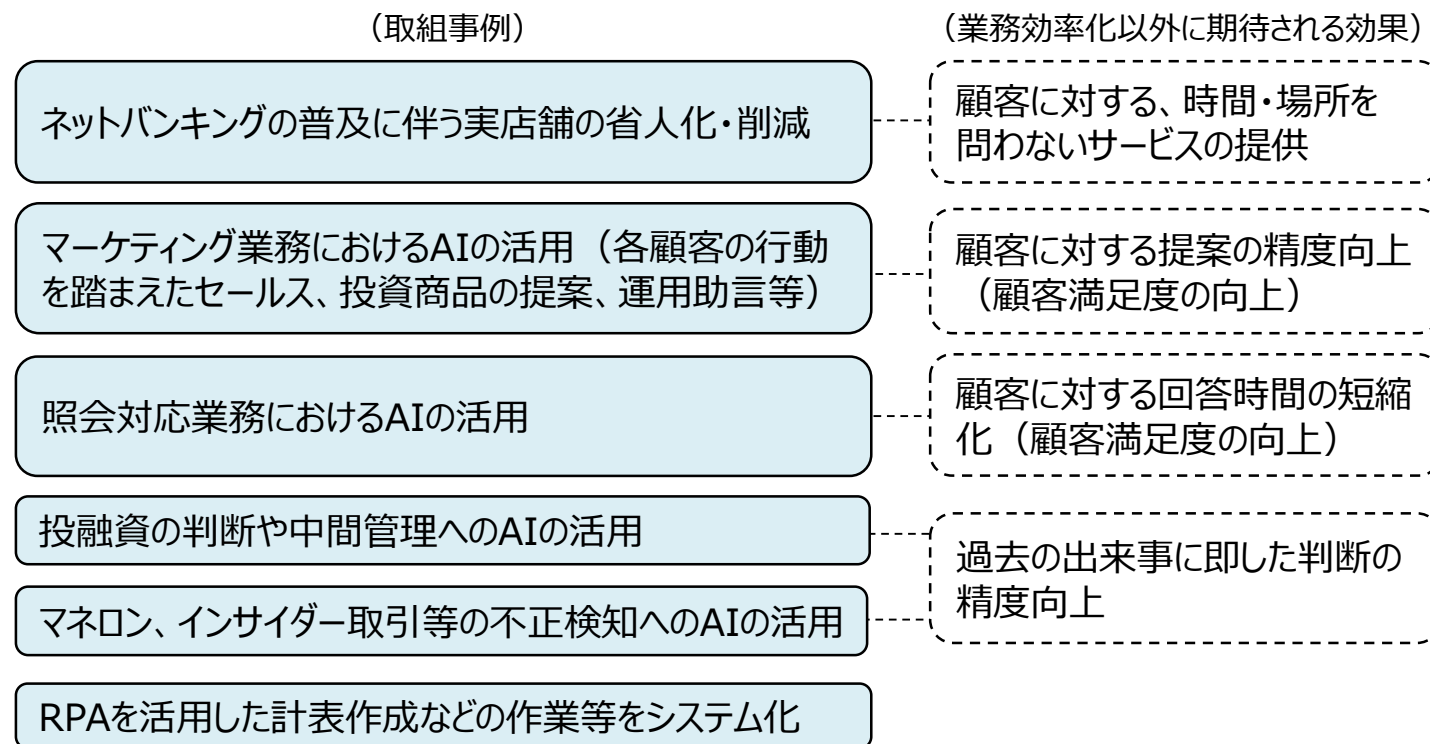 (取組事例)
(業務効率化以外に期待される効果)
ネットバンキングの普及に伴う実店舗の省人化・削減
顧客に対する、時間・場所を
問わないサービスの提供
マーケティング業務におけるAIの活用(各顧客の行動
を踏まえたセールス、投資商品の提案、運用助言等)
顧客に対する提案の精度向上
(顧客満足度の向上)
照会対応業務におけるAIの活用
顧客に対する回答時間の短縮
化(顧客満足度の向上)
投融資の判断や中間管理へのAIの活用
マネロン、インサイダー取引等の不正検知へのAIの活用
過去の出来事に即した判断の
精度向上
RPAを活用した計表作成などの作業等をシステム化